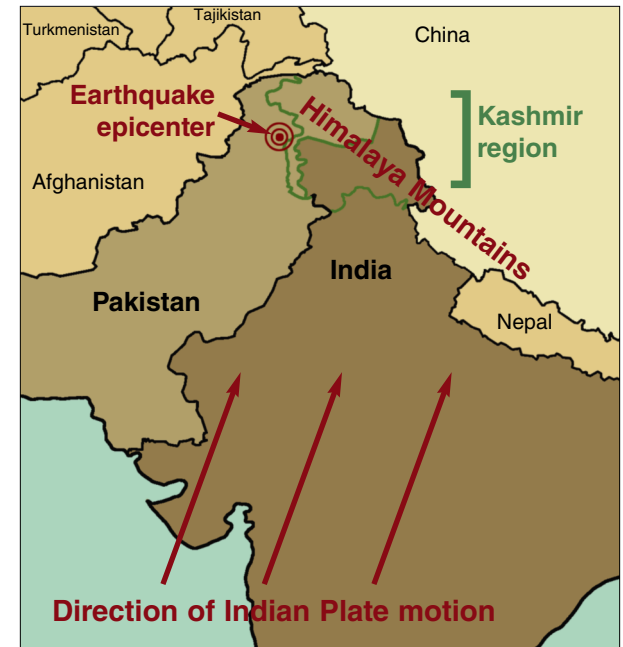 Turkmenistan
Tajikistan
China
Earthquake
epicenter
Himalaya Mountains
Kashmir
region
Afghanistan
India
Pakistan
Nepal
Direction of Indian Plate motion